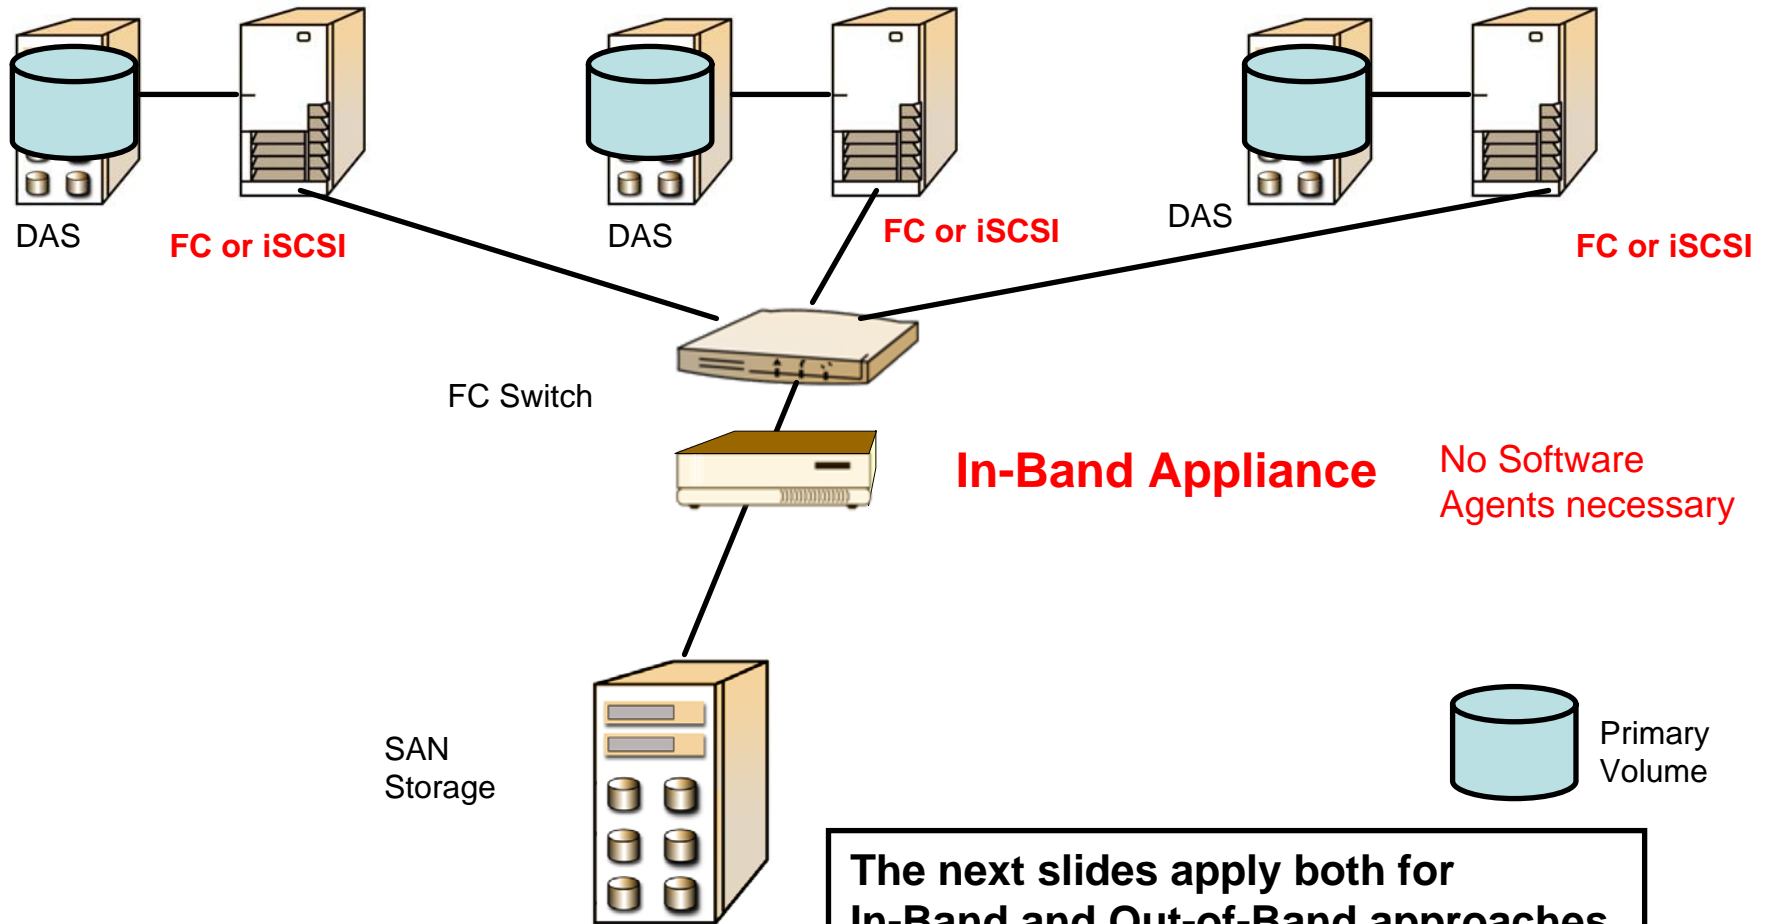 DAS
FC or iSCSI
DAS
FC or iSCSI
DAS
FC or iSCSI
FC Switch
In-Band Appliance
No Software
Agents necessary
SAN
Storage
Primary
Volume
The next slides apply both for
In-Band and Out-of-Band approaches